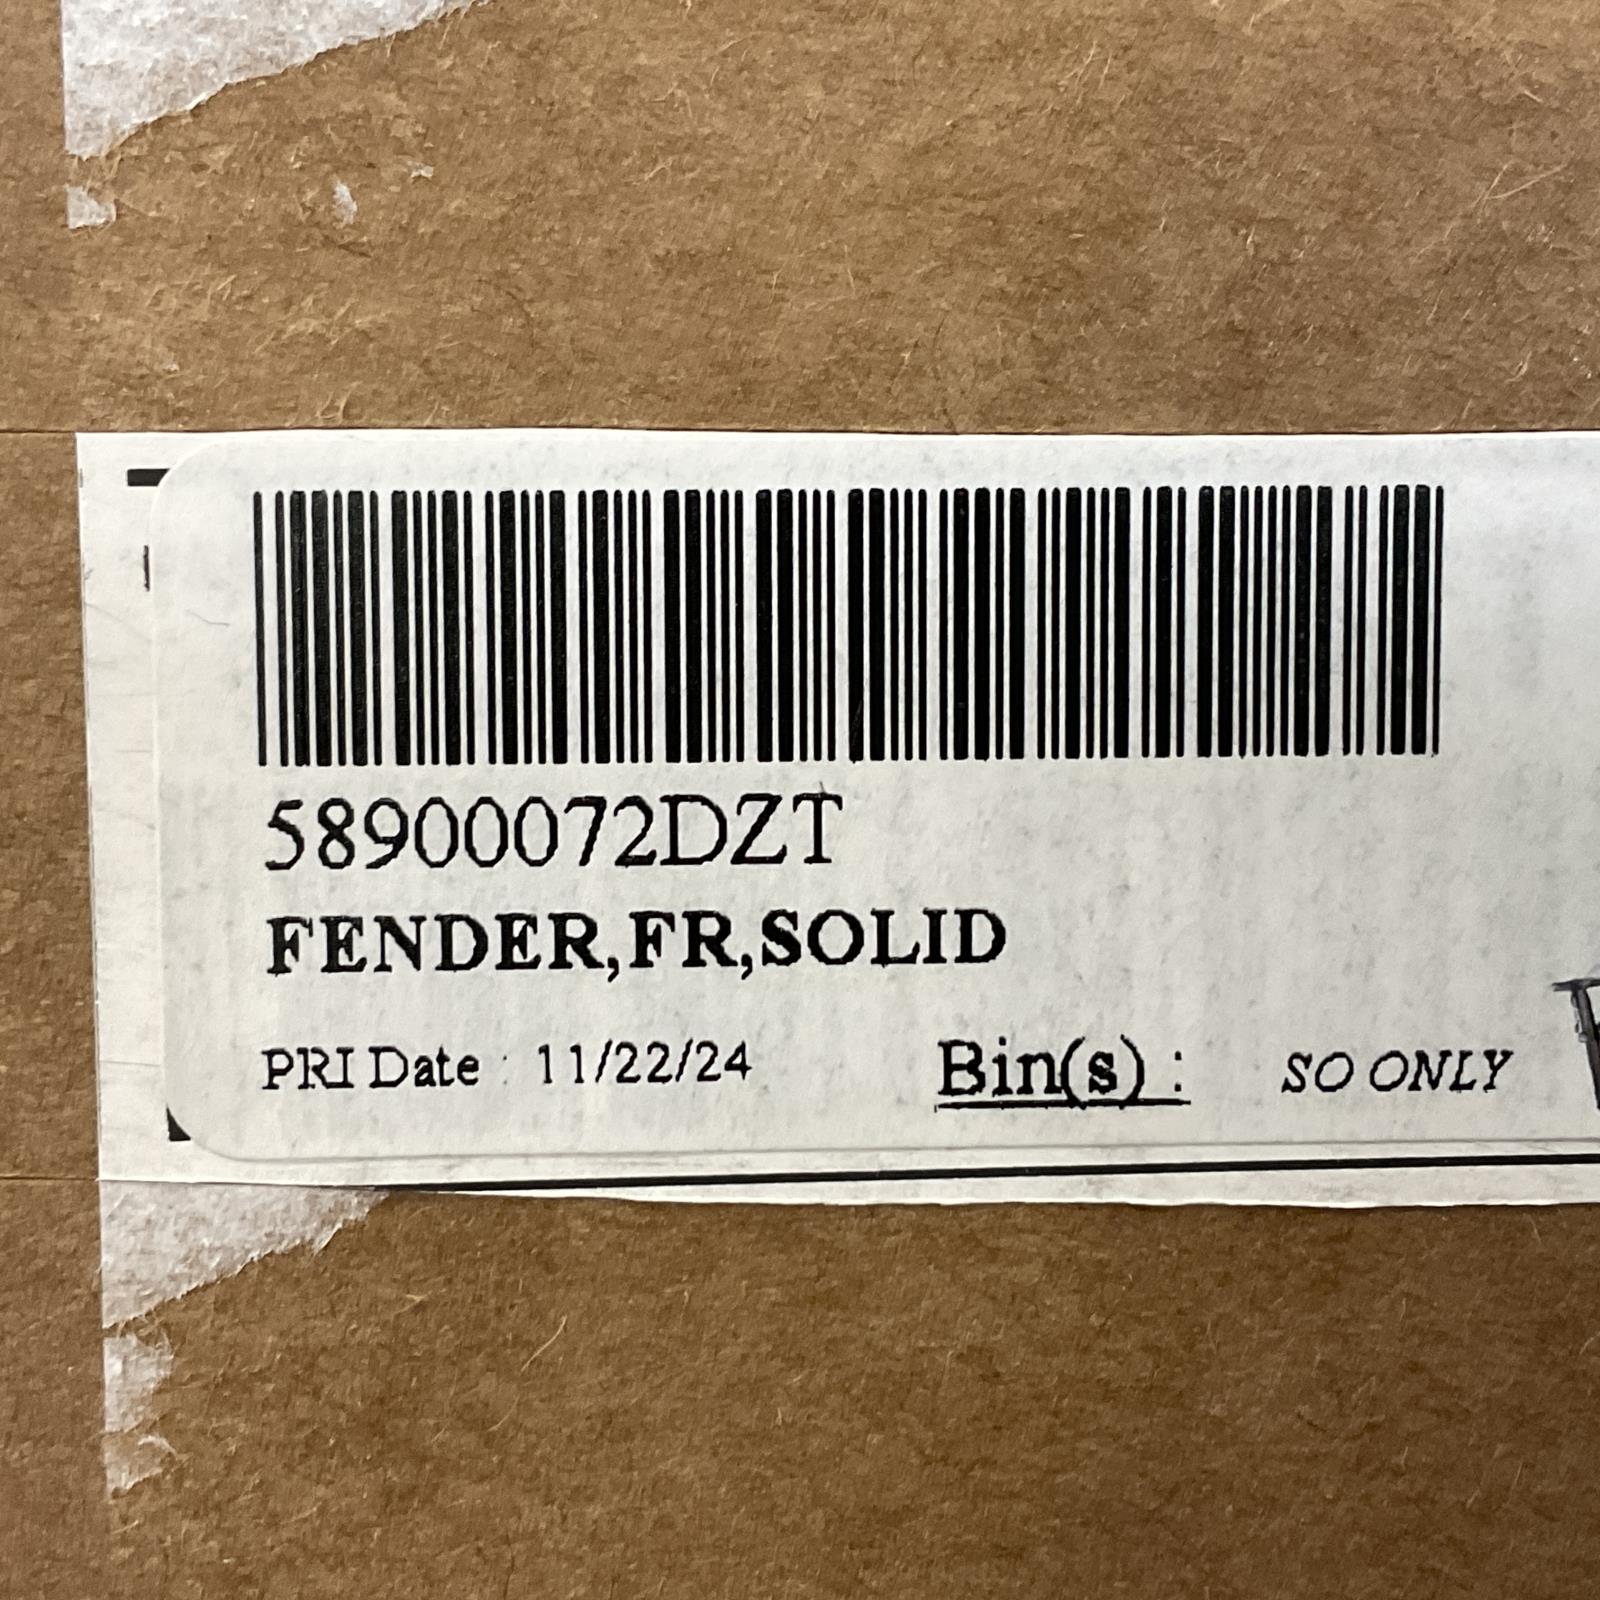 58900072DZT
FENDER,FR,SOLID
PRI Date : 11/22/24 Bin(s) : SO ONLY